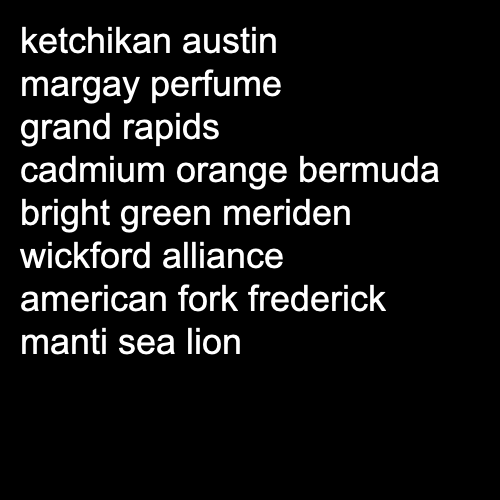 ketchikan austin
margay perfume
grand rapids
cadmium orange bermuda
bright green meriden
wickford alliance
american fork frederick
manti sea lion